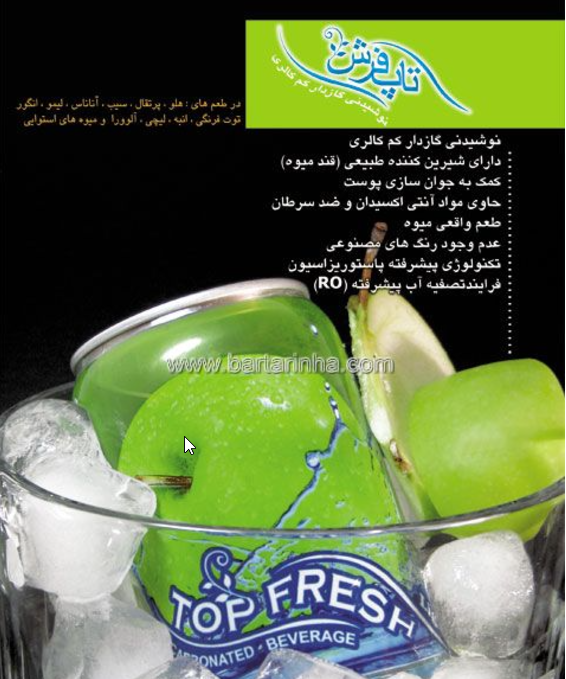 تاپ فرش
نوشیدنی گازدار کم کالری
در طعم های : هلو ، پرتقال ، سیب ، آناناس ، لیمو ، انگور
توت فرنگی ، انبه ، لیچی ، آلوورا و میوه های استوایی
نوشیدنی گازدار کم کالری
دارای شیرین کننده طبیعی (قند میوه)
کمک به جوان سازی پوست
حاوی مواد آنتی اکسیدان و ضد سرطان
طعم واقعی میوه
عدم وجود رنگ های مصنوعی
تکنولوژی پیشرفته پاستوریزاسیون
فرایندتصفیه آب پیشرفته (RO)
www.bartarinha.com
TOP FRESH
CARBONATED - BEVERAGE